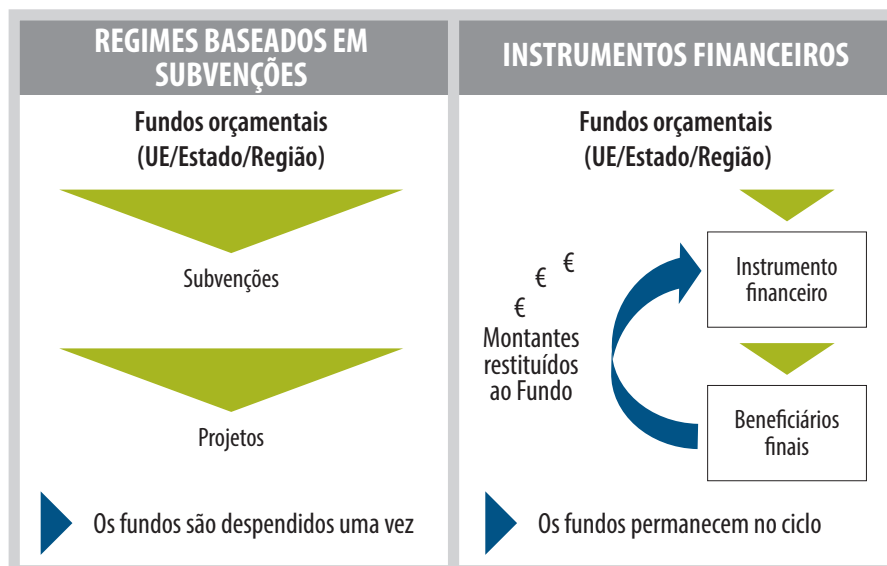 REGIMES BASEADOS EM
SUBVENÇÕES
Fundos orçamentais
(UE/Estado/Região)
Subvenções
Projetos
Os fundos são despendidos uma vez
INSTRUMENTOS FINANCEIROS
Fundos orçamentais
(UE/Estado/Região)
Instrumento
financeiro
€
€
€
Montantes
restituídos
ao Fundo
Beneficiários
finais
Os fundos permanecem no ciclo